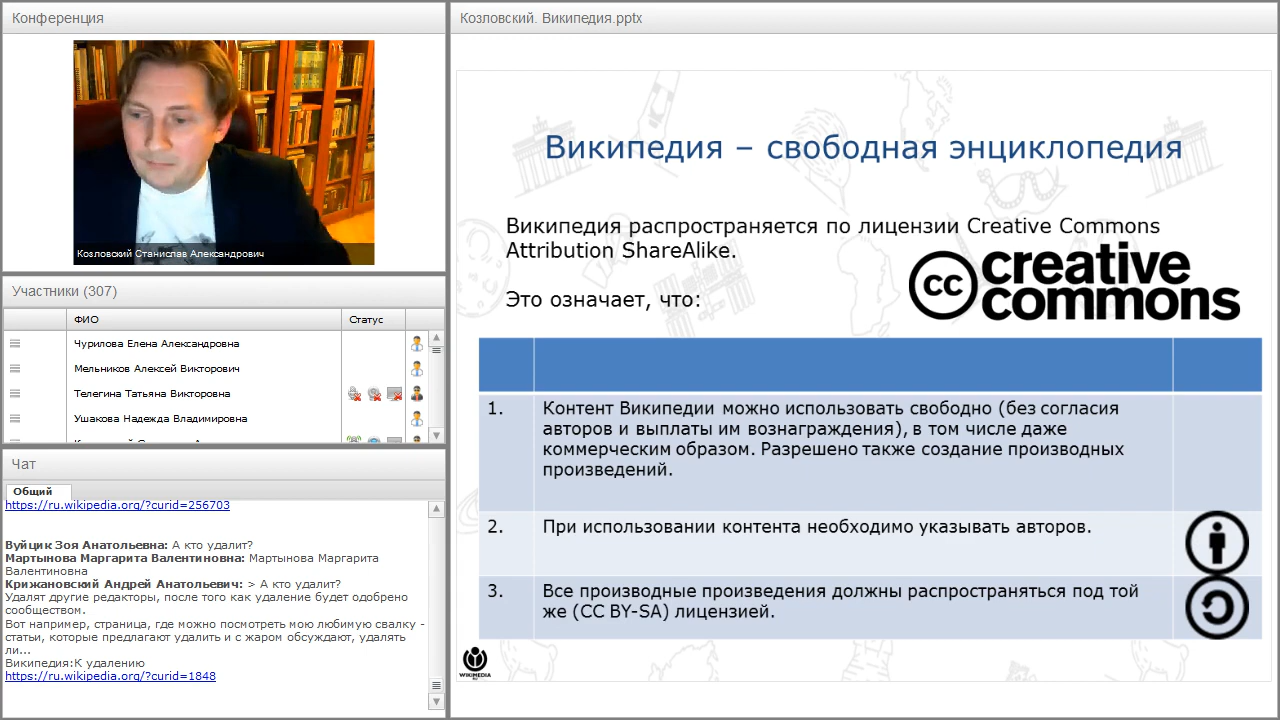 Конференция
Козловский Станислав Александрович
Участники (307)
ФИО
Статус
Чурилова Елена Александровна
Мельников Алексей Викторович
Телегина Татьяна Викторовна
Ушакова Надежда Владимировна
Чат
Общий
https://ru.wikipedia.org/?curid=256703
Вуйцик Зоя Анатольевна: А кто удалит?
Мартынова Маргарита Валентиновна: Мартынова Маргарита
Валентиновна
Крижановский Андрей Анатольевич: > А кто удалит?
Удалят другие редакторы, после того как удаление будет одобрено
сообществом.
Вот например, страница, где можно посмотреть мою любимую свалку -
статьи, которые предлагают удалить и с жаром обсуждают, удалять
ли...
Википедия:К удалению
https://ru.wikipedia.org/?curid=1848
Козловский. Википедия.pptx
Википедия – свободная энциклопедия
Википедия распространяется по лицензии Creative Commons
Attribution ShareAlike.
Это означает, что:
cc creative
commons
1. Контент Википедии можно использовать свободно (без согласия
авторов и выплаты им вознаграждения), в том числе даже
коммерческим образом. Разрешено также создание производных
произведений.
2. При использовании контента необходимо указывать авторов.
3. Все производные произведения должны распространяться под той
же (CC BY-SA) лицензией.
WIKIMEDIA
RU